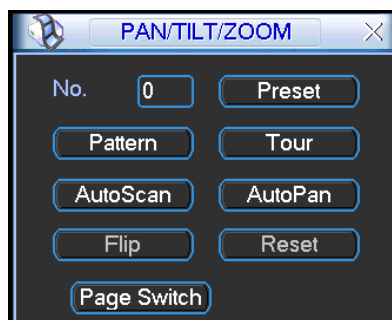 PAN/TILT/ZOOM
No. 0 Preset
Pattern Tour
AutoScan AutoPan
Flip Reset
Page Switch